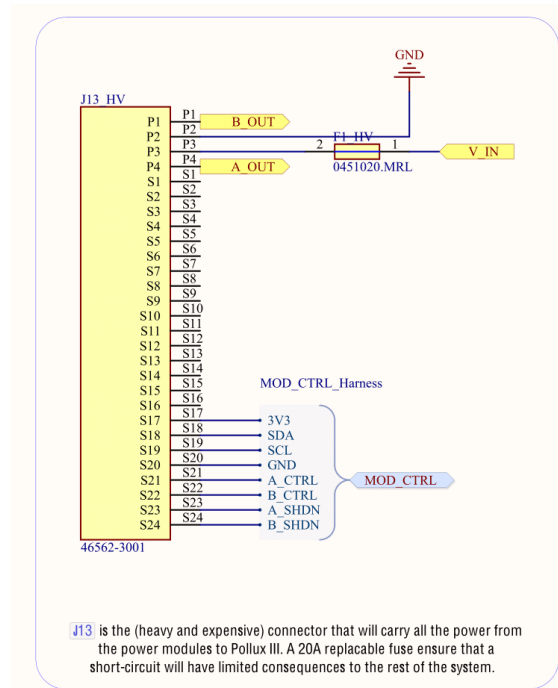 GND
J13_HV
P1 P1 B_OUT
P2 P2
P3 P3 2 F1_HV 1 V_IN
0451020.MRL
P4 P4 A_OUT
S1 S1
S2 S2
S3 S3
S4 S4
S5 S5
S6 S6
S7 S7
S8 S8
S9 S9
S10 S10
S11 S11
S12 S12
S13 S13
S14 S14
S15 S15
MOD_CTRL_Harness
S16 S16
S17 S17 3V3
S18 S18 SDA
S19 S19 SCL
S20 S20 GND
S21 S21 A_CTRL MOD_CTRL
S22 S22 B_CTRL
S23 S23 A_SHDN
S24 S24 B_SHDN
46562-3001
J13 is the (heavy and expensive) connector that will carry all the power from
the power modules to Pollux III. A 20A replacable fuse ensure that a
short-circuit will have limited consequences to the rest of the system.